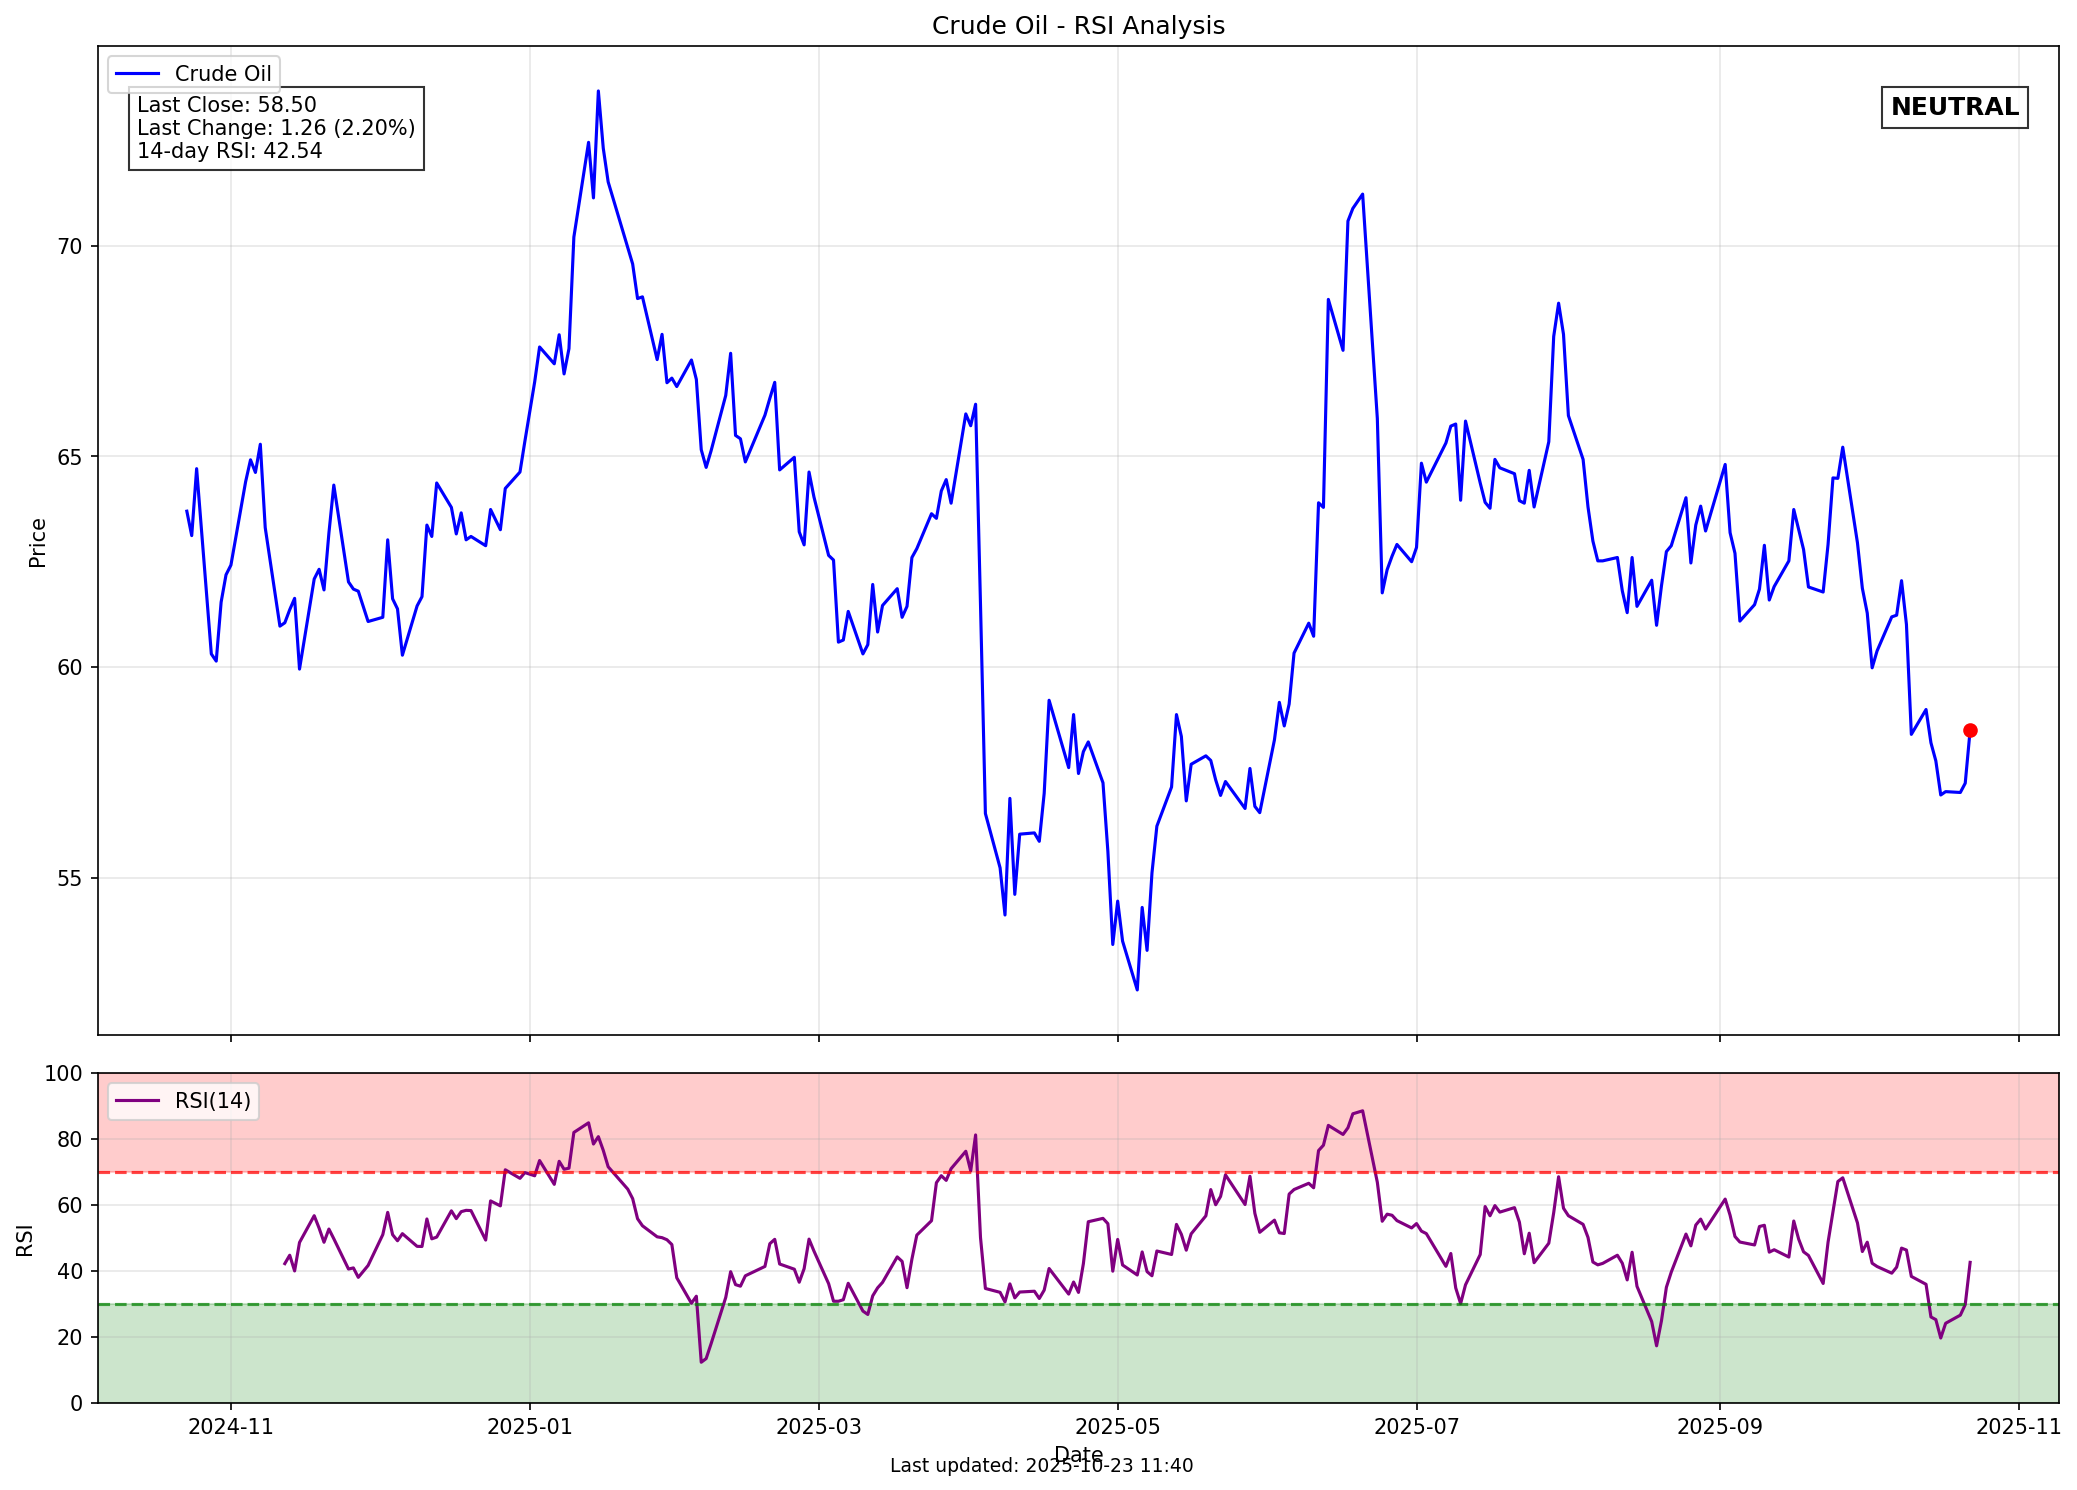 Crude Oil - RSI Analysis
Crude Oil
Last Close: 58.50
Last Change: 1.26 (2.20%)
14-day RSI: 42.54
NEUTRAL
Price
70
65
60
55
RSI(14)
RSI
100
80
60
40
20
0
2024-11
2025-01
2025-03
2025-05
2025-07
2025-09
2025-11
Date
Last updated: 2025-10-23 11:40